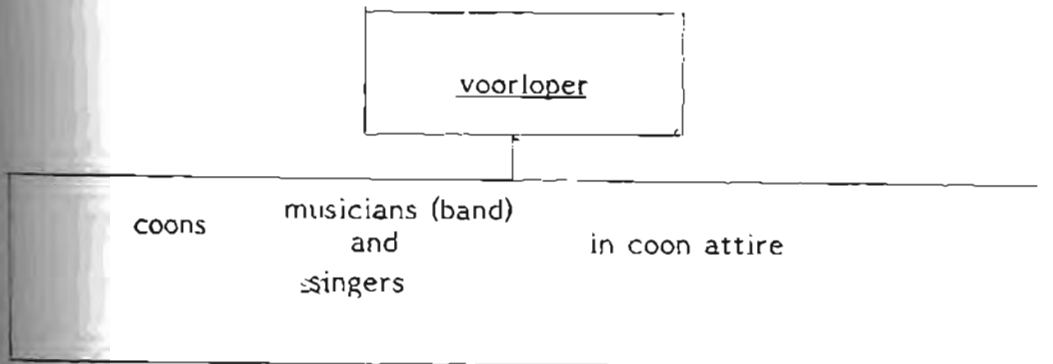 voorloper
coons
musicians (band)
and
singers
in coon attire